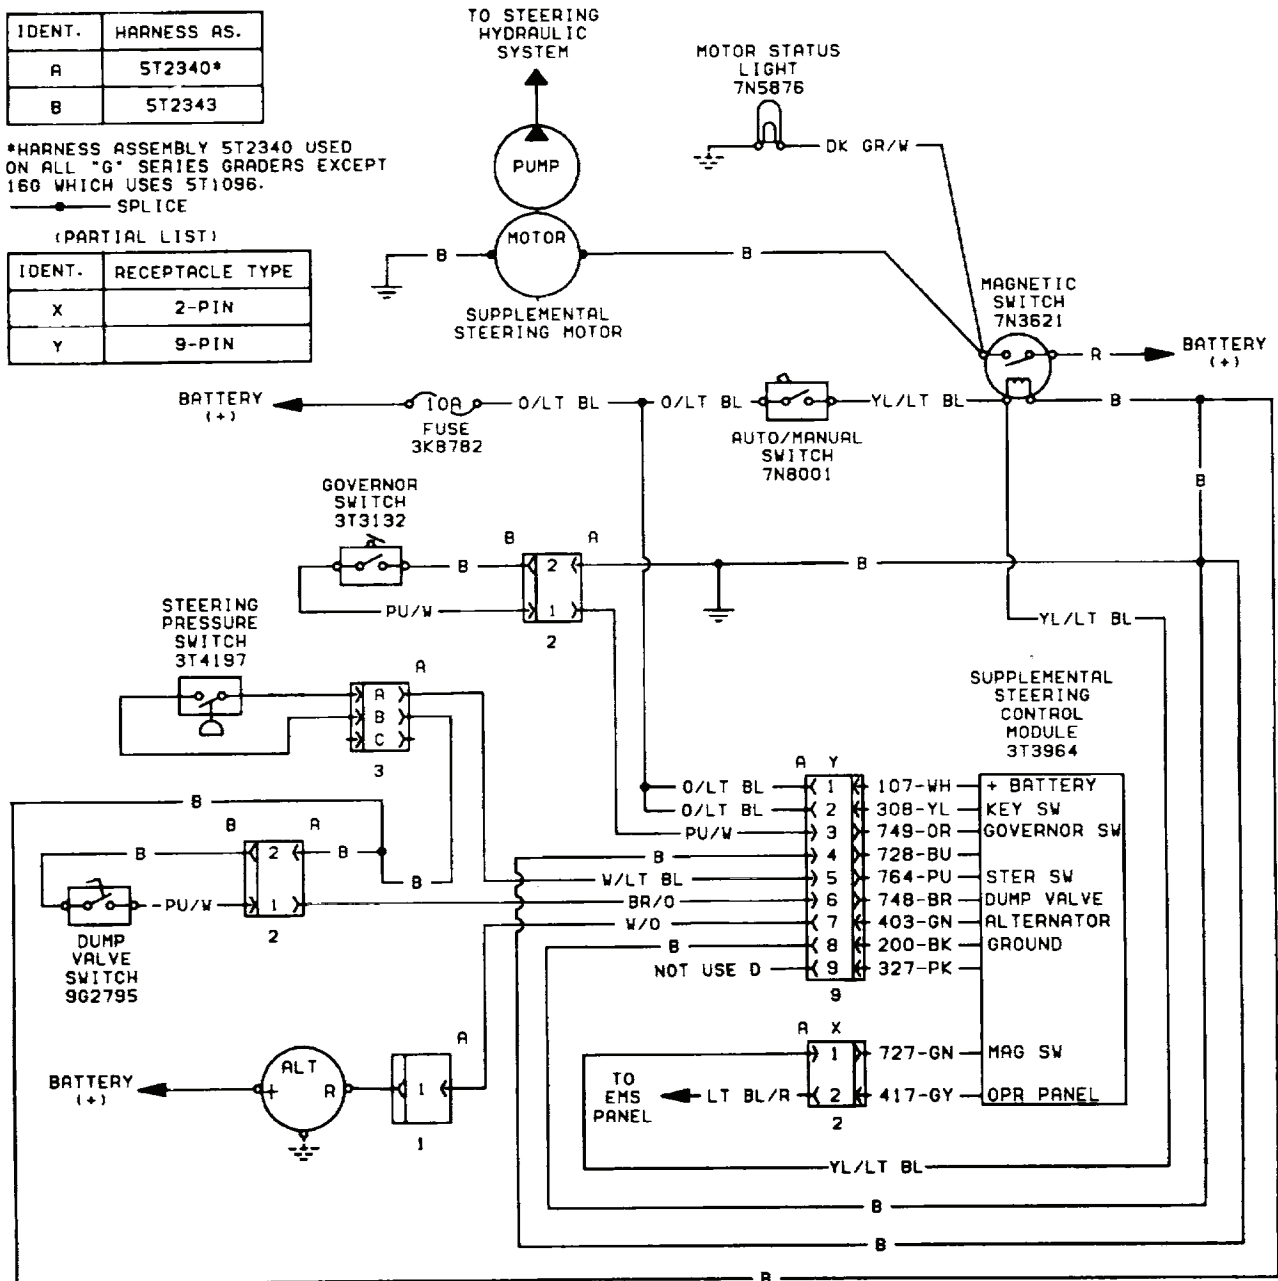 IDENT. HARNESS AS.
A 5T2340*
B 5T2343
*HARNESS ASSEMBLY 5T2340 USED
ON ALL "G" SERIES GRADERS EXCEPT
16G WHICH USES 5T1096.
SPLICE
(PARTIAL LIST)
IDENT. RECEPTACLE TYPE
X 2-PIN
Y 9-PIN
TO STEERING
HYDRAULIC
SYSTEM
PUMP
MOTOR
SUPPLEMENTAL
STEERING MOTOR
B
B
MOTOR STATUS
LIGHT
7N5876
DK GR/W
MAGNETIC
SWITCH
7N3621
R
BATTERY
(+)
BATTERY
(+)
10A
FUSE
3K8782
O/LT BL
O/LT BL
AUTO/MANUAL
SWITCH
7N8001
YL/LT BL
B
B
GOVERNOR
SWITCH
3T3132
B
PU/W
B A
2
1
2
B
YL/LT BL
STEERING
PRESSURE
SWITCH
3T4197
A
A
B
C
3
SUPPLEMENTAL
STEERING
CONTROL
MODULE
3T3964
A Y
O/LT BL 1 107-WH + BATTERY
O/LT BL 2 308-YL KEY SW
PU/W 3 749-OR GOVERNOR SW
B 4 728-BU
W/LT BL 5 764-PU STER SW
BR/O 6 748-BR DUMP VALVE
W/O 7 403-GN ALTERNATOR
B 8 200-BK GROUND
NOT USE D 9 327-PK
9
B
B A
B 2 B
B
PU/W 1
2
DUMP
VALVE
SWITCH
9G2795
A X
1 727-GN MAG SW
TO
EMS
PANEL
LT BL/R 2 417-GY OPR PANEL
2
BATTERY
(+)
ALT
+ R
A
1
1
YL/LT BL
B
B
B